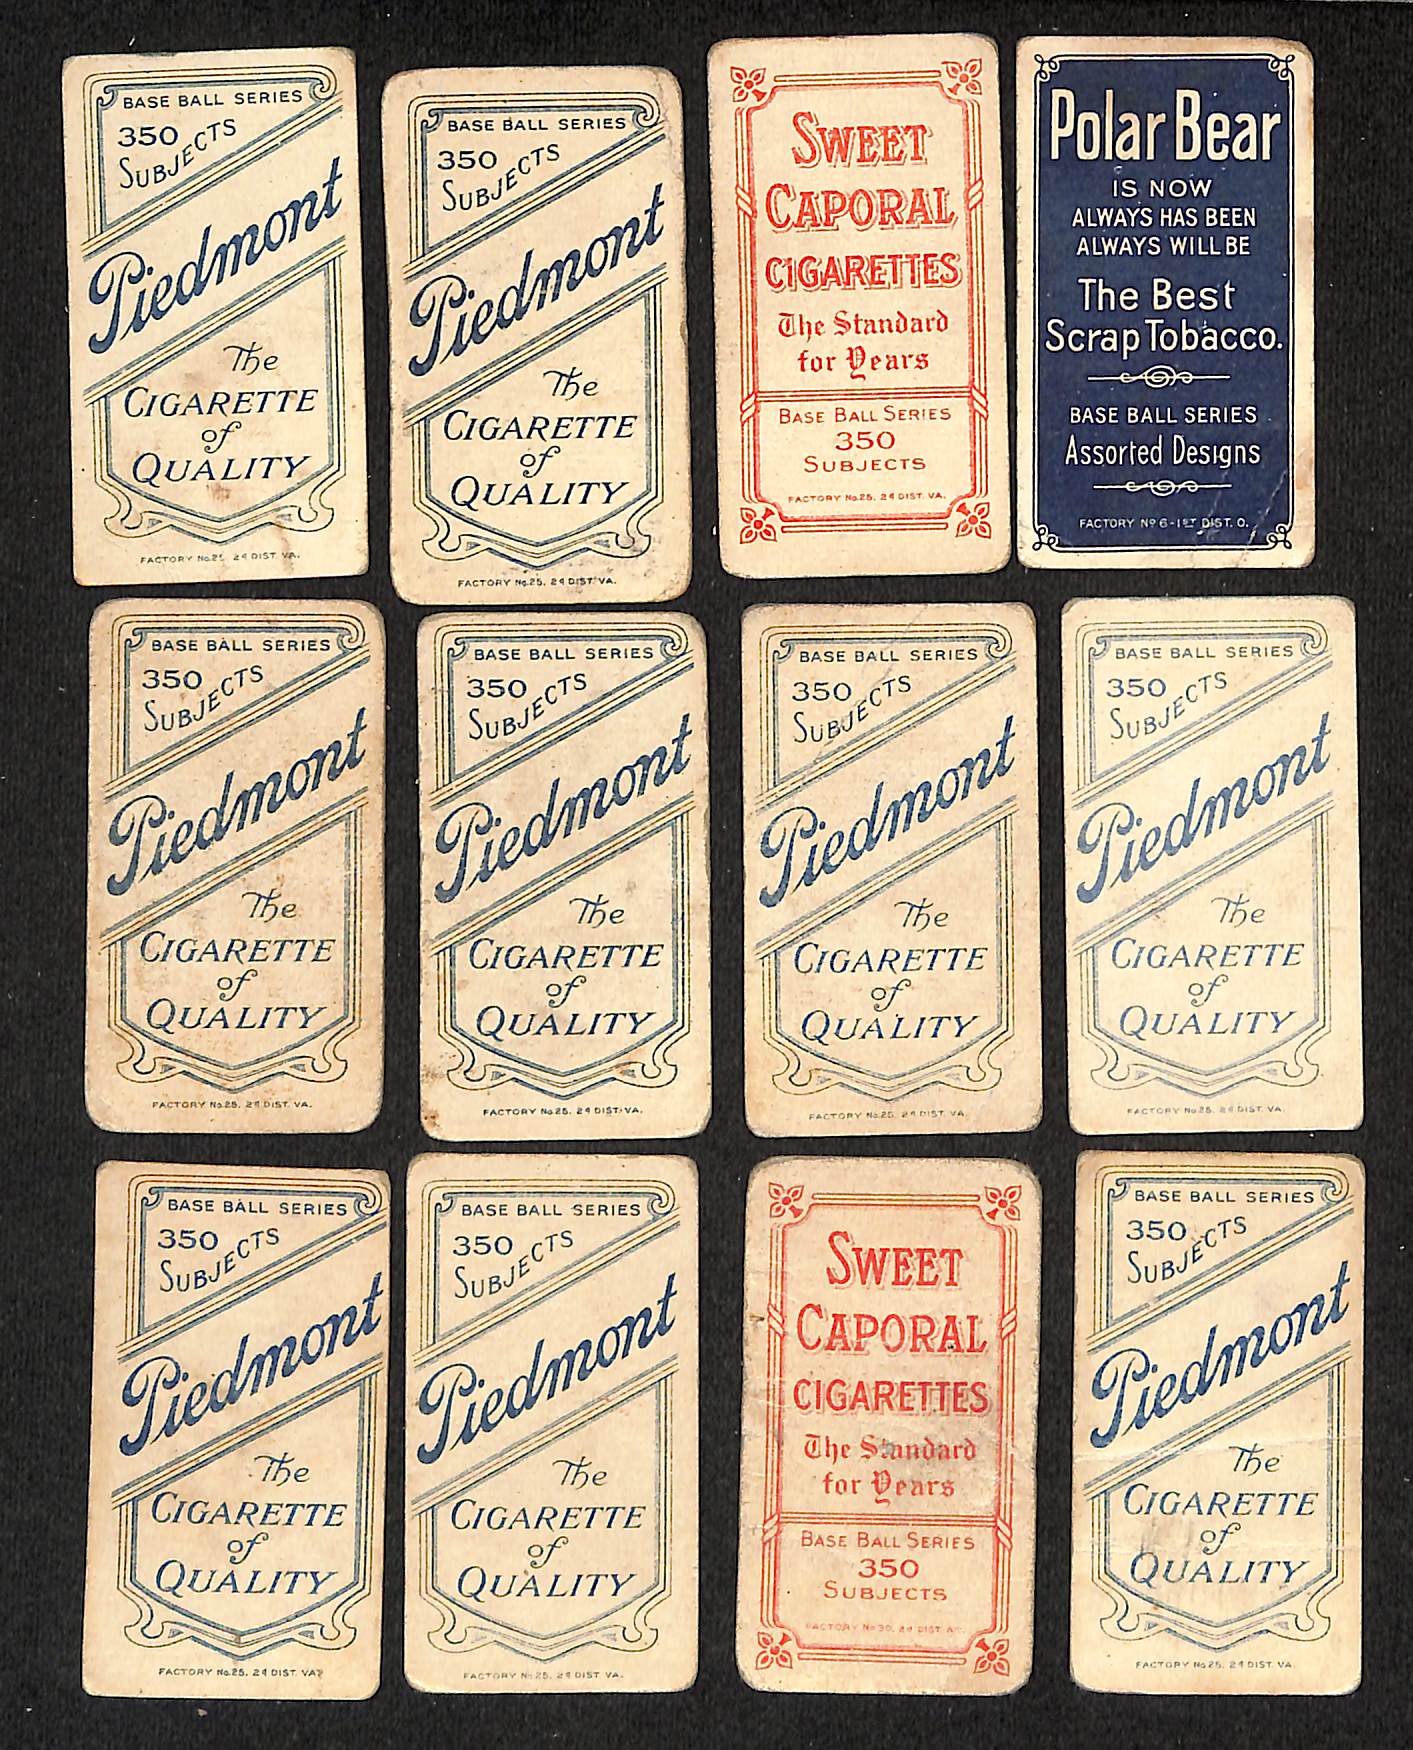 BASE BALL SERIES
350
SUBJECTS
Piedmont
The
CIGARETTE
of
QUALITY
FACTORY No.25. 2d DIST. VA.
BASE BALL SERIES
350
SUBJECTS
Piedmont
The
CIGARETTE
of
QUALITY
FACTORY No.25. 2d DIST. VA.
SWEET
CAPORAL
CIGARETTES
The Standard
for Years
BASE BALL SERIES
350
SUBJECTS
FACTORY No.25. 2d DIST. VA.
Polar Bear
IS NOW
ALWAYS HAS BEEN
ALWAYS WILL BE
The Best
Scrap Tobacco.
BASE BALL SERIES
Assorted Designs
FACTORY Nº 6-1ST DIST. O.
BASE BALL SERIES
350
SUBJECTS
Piedmont
The
CIGARETTE
of
QUALITY
FACTORY No.25. 2d DIST. VA.
BASE BALL SERIES
350
SUBJECTS
Piedmont
The
CIGARETTE
of
QUALITY
FACTORY No.25. 2d DIST. VA.
BASE BALL SERIES
350
SUBJECTS
Piedmont
The
CIGARETTE
of
QUALITY
FACTORY No.25. 2d DIST. VA.
BASE BALL SERIES
350
SUBJECTS
Piedmont
The
CIGARETTE
of
QUALITY
FACTORY No.25. 2d DIST. VA.
BASE BALL SERIES
350
SUBJECTS
Piedmont
The
CIGARETTE
of
QUALITY
FACTORY No.25. 2d DIST. VA.
BASE BALL SERIES
350
SUBJECTS
Piedmont
The
CIGARETTE
of
QUALITY
FACTORY No.25. 2d DIST. VA.
SWEET
CAPORAL
CIGARETTES
The Standard
for Years
BASE BALL SERIES
350
SUBJECTS
FACTORY No.30. 2d DIST.
BASE BALL SERIES
350
SUBJECTS
Piedmont
The
CIGARETTE
of
QUALITY
FACTORY No.25. 2d DIST. VA.